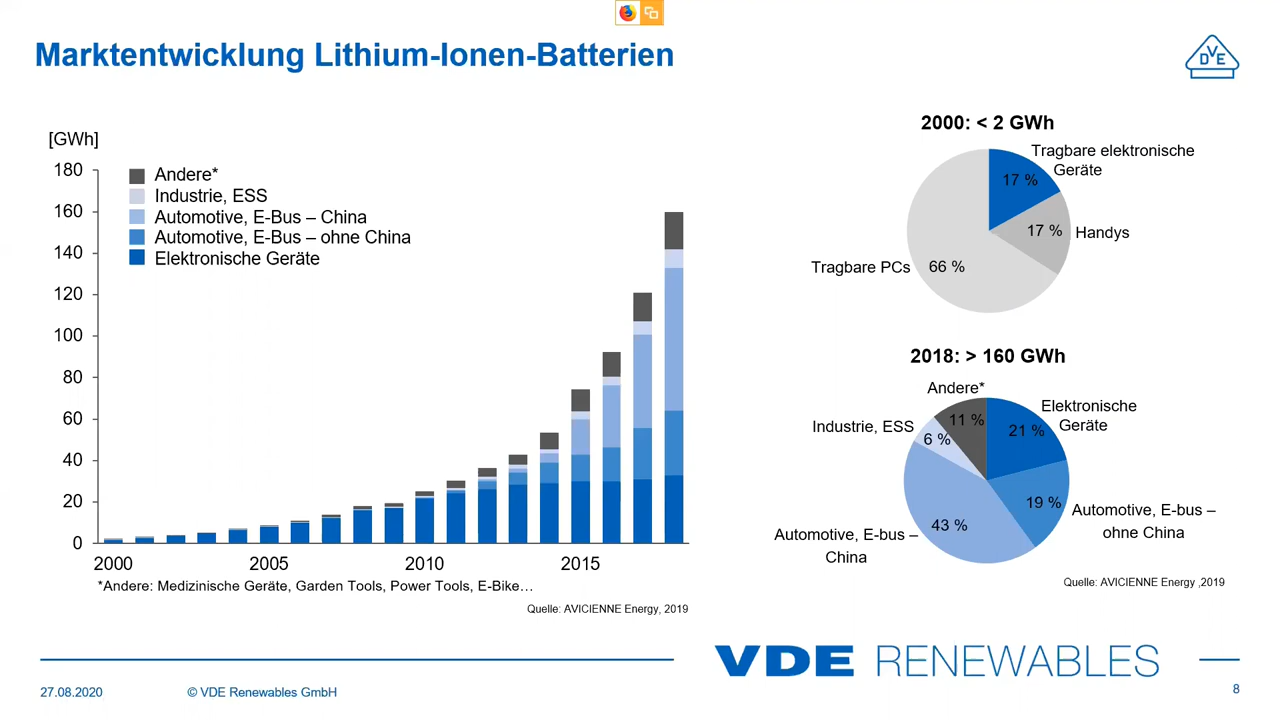 Marktentwicklung Lithium-Ionen-Batterien
DVE
[GWh]
180
160
140
120
100
80
60
40
20
0
Andere*
Industrie, ESS
Automotive, E-Bus – China
Automotive, E-Bus – ohne China
Elektronische Geräte
2000
2005
2010
2015
*Andere: Medizinische Geräte, Garden Tools, Power Tools, E-Bike…
Quelle: AVICIENNE Energy, 2019
2000: < 2 GWh
Tragbare elektronische
Geräte
17 %
17 %
Handys
Tragbare PCs
66 %
2018: > 160 GWh
Andere*
Elektronische
Geräte
11 %
21 %
Industrie, ESS
6 %
19 %
Automotive, E-bus –
ohne China
43 %
Automotive, E-bus –
China
Quelle: AVICIENNE Energy ,2019
VDE RENEWABLES
27.08.2020
© VDE Renewables GmbH
8